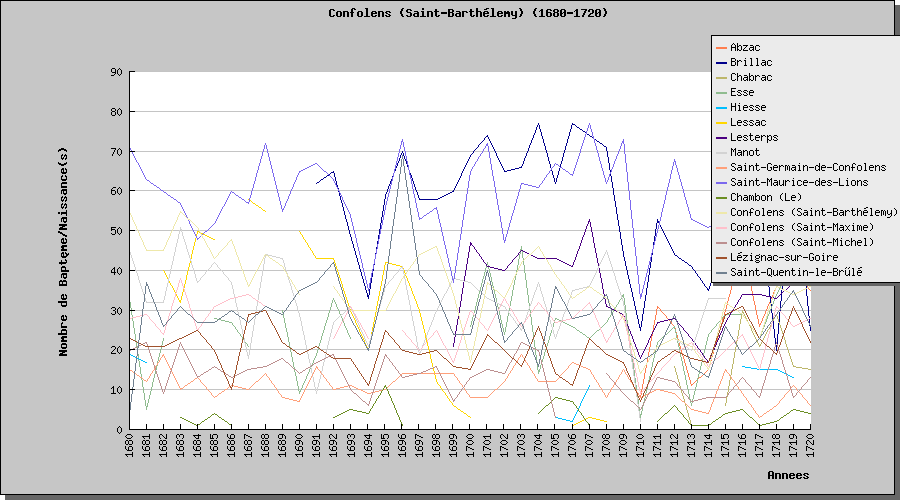 Confolens (Saint-Barthélemy) (1680-1720)
Abzac
Brillac
Chabrac
Esse
Hiesse
Lessac
Lesterps
Manot
Saint-Germain-de-Confolens
Saint-Maurice-des-Lions
Chambon (Le)
Confolens (Saint-Barthélemy)
Confolens (Saint-Maxime)
Confolens (Saint-Michel)
Lézignac-sur-Goire
Saint-Quentin-le-Brûlé
Nombre de Bapteme/Naissance(s)
90
80
70
60
50
40
30
20
10
0
1680 1681 1682 1683 1684 1685 1686 1687 1688 1689 1690 1691 1692 1693 1694 1695 1696 1697 1698 1699 1700 1701 1702 1703 1704 1705 1706 1707 1708 1709 1710 1711 1712 1713 1714 1715 1716 1717 1718 1719 1720
Annees